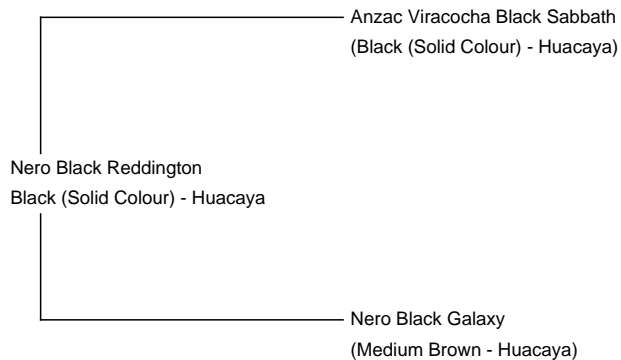 Anzac Viracocha Black Sabbath
(Black (Solid Colour) - Huacaya)
Nero Black Reddington
Black (Solid Colour) - Huacaya
Nero Black Galaxy
(Medium Brown - Huacaya)